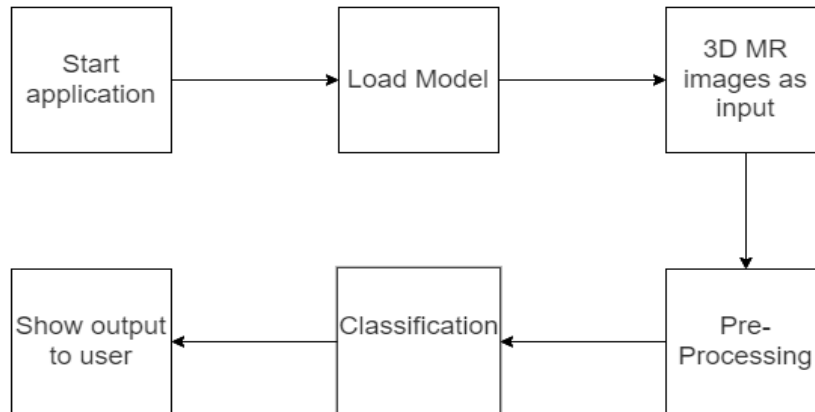 Start
application
Load Model
3D MR
images as
input
Pre-
Processing
Classification
Show output
to user